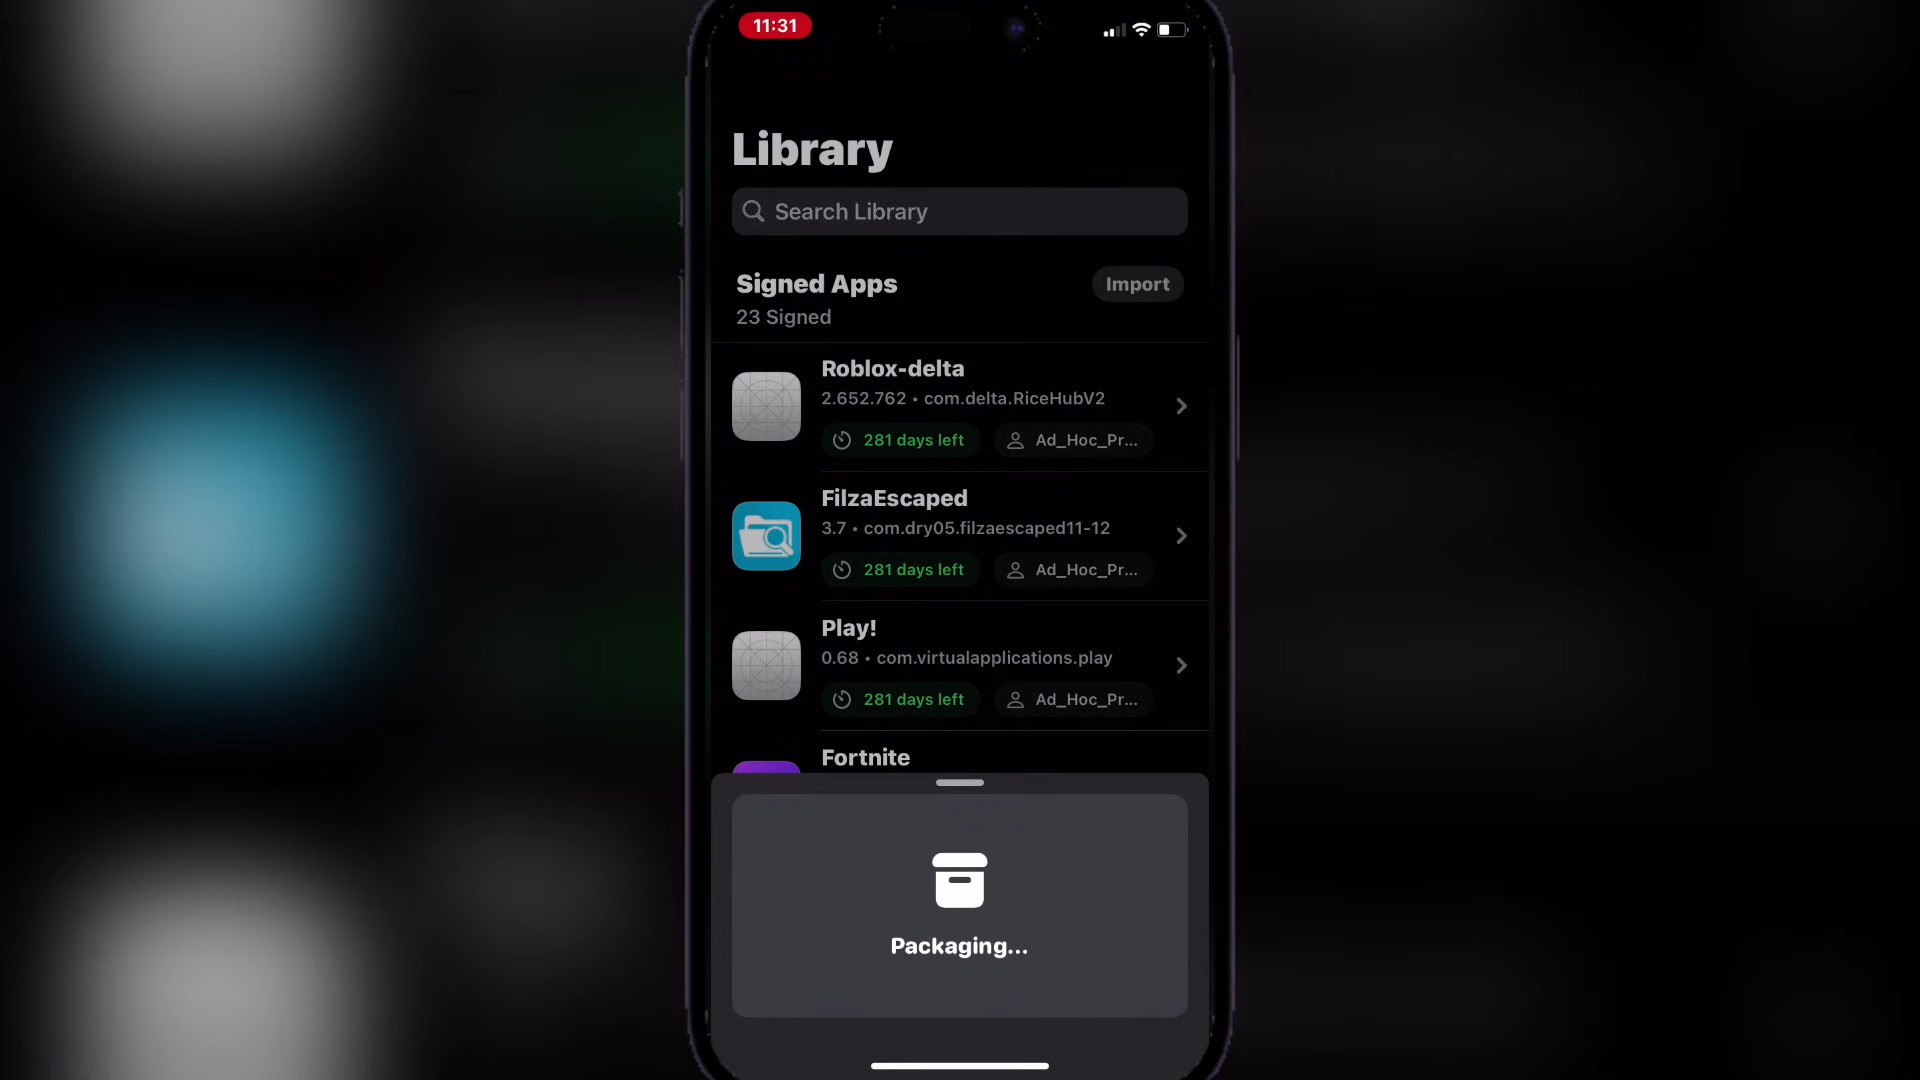 11:31
Library
Search Library
Signed Apps
Import
23 Signed
Roblox-delta
2.652.762 • com.delta.RiceHubV2
281 days left
Ad_Hoc_Pr...
FilzaEscaped
3.7 • com.dry05.filzaescaped11-12
281 days left
Ad_Hoc_Pr...
Play!
0.68 • com.virtualapplications.play
281 days left
Ad_Hoc_Pr...
Fortnite
Packaging...